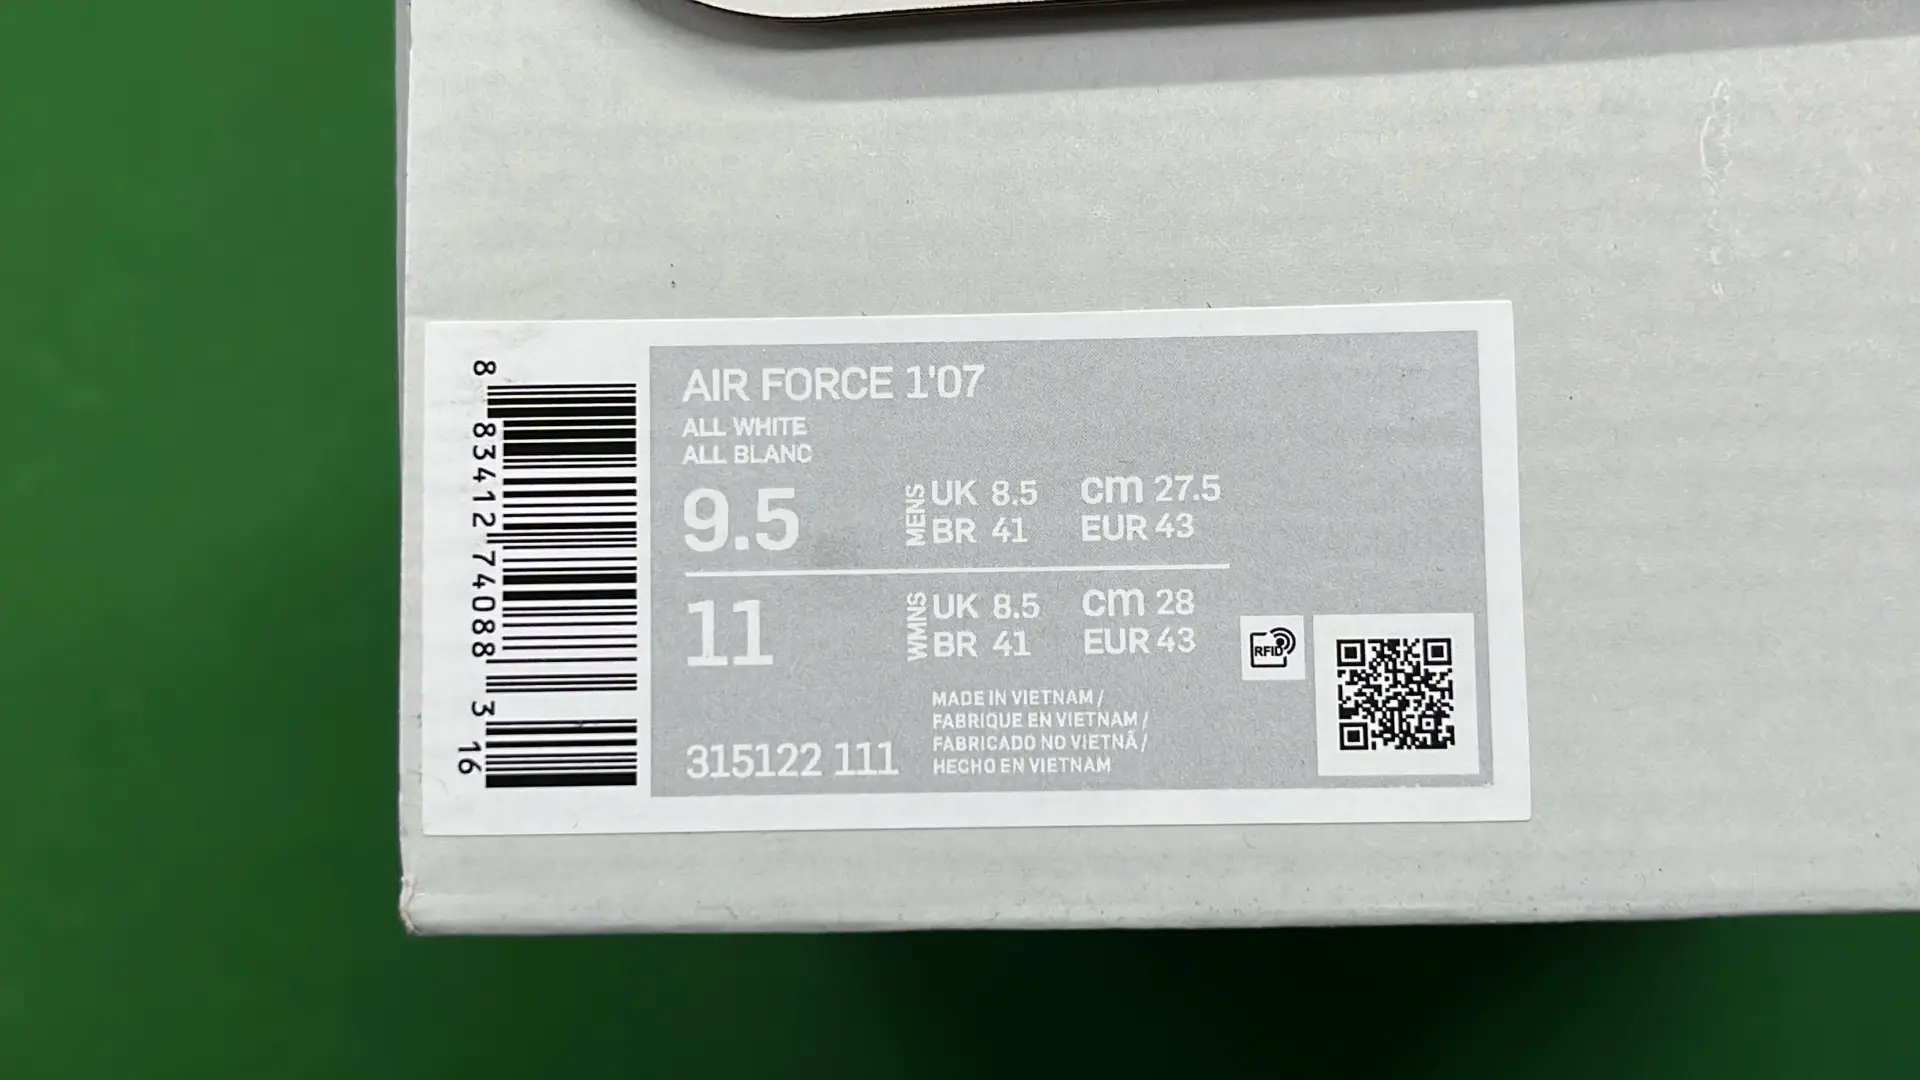 8 83412 74088 3 16
AIR FORCE 1'07
ALL WHITE
ALL BLANC
9.5 MENS UK 8.5 cm 27.5
BR 41 EUR 43
11 WMNS UK 8.5 cm 28
BR 41 EUR 43
RFID
MADE IN VIETNAM /
FABRIQUE EN VIETNAM /
FABRICADO NO VIETNÃ /
HECHO EN VIETNAM
315122 111